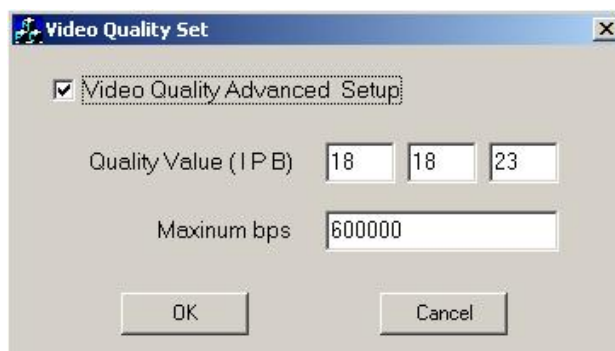 Video Quality Set
Video Quality Advanced Setup
Quality Value ( I P B ) 18 18 23
Maxinum bps 600000
OK Cancel